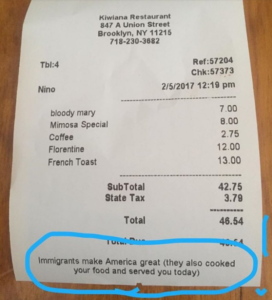 Kiwiana Restaurant
847 A Union Street
Brooklyn, NY 11215
718-230-3682
Tbl:4 Ref:57204
Chk:57373
Nino 2/5/2017 12:19 pm
bloody mary 7.00
Mimosa Special 8.00
Coffee 2.75
Florentine 12.00
French Toast 13.00
SubTotal 42.75
State Tax 3.79
Total 46.54
Immigrants make America great (they also cooked
your food and served you today)